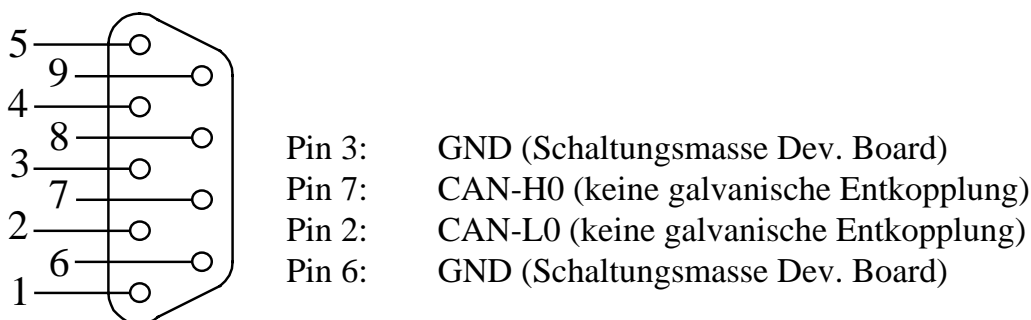 5
9
4
8
3
7
2
6
1
Pin 3: GND (Schaltungsmasse Dev. Board)
Pin 7: CAN-H0 (keine galvanische Entkopplung)
Pin 2: CAN-L0 (keine galvanische Entkopplung)
Pin 6: GND (Schaltungsmasse Dev. Board)